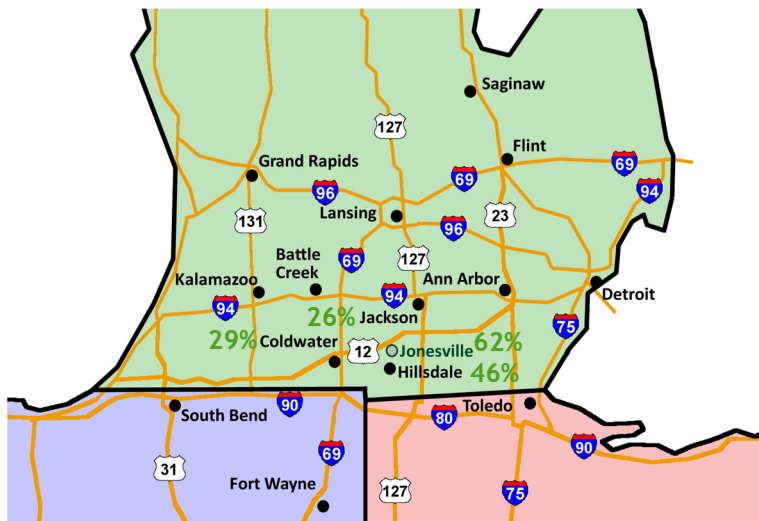 Saginaw
127
Flint
69
Grand Rapids
69
94
96
Lansing
131
23
96
Battle
Creek
69
127
Kalamazoo
94
Ann Arbor
Detroit
94
Jackson
26%
75
29%
Coldwater
12
Jonesville
62%
Hillsdale
46%
90
South Bend
80
Toledo
90
69
31
Fort Wayne
127
75